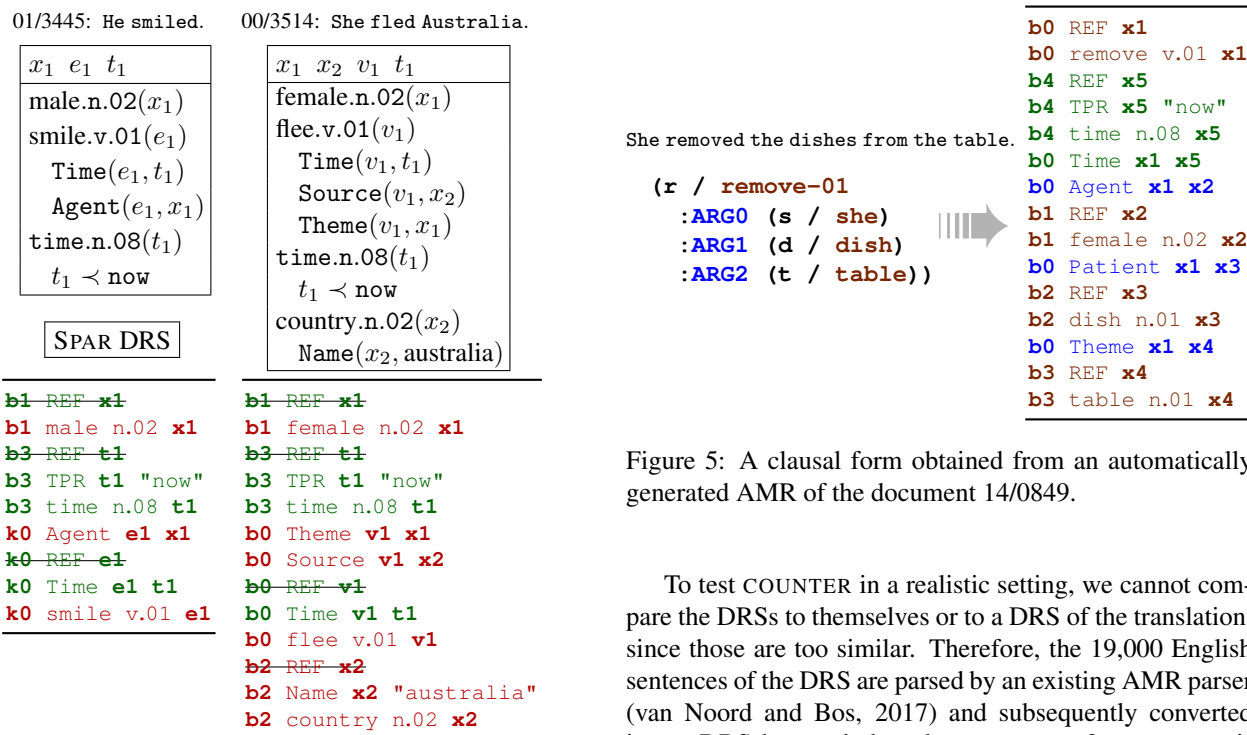 01/3445: He smiled.
x1 e1 t1
male.n.02(x1)
smile.v.01(e1)
Time(e1, t1)
Agent(e1, x1)
time.n.08(t1)
t1 ≺ now
SPAR DRS
b1 REF x1
b1 male n.02 x1
b3 REF t1
b3 TPR t1 "now"
b3 time n.08 t1
k0 Agent e1 x1
k0 REF e1
k0 Time e1 t1
k0 smile v.01 e1
00/3514: She fled Australia.
x1 x2 v1 t1
female.n.02(x1)
flee.v.01(v1)
Time(v1, t1)
Source(v1, x2)
Theme(v1, x1)
time.n.08(t1)
t1 ≺ now
country.n.02(x2)
Name(x2, australia)
b1 REF x1
b1 female n.02 x1
b3 REF t1
b3 TPR t1 "now"
b3 time n.08 t1
b0 Theme v1 x1
b0 Source v1 x2
b0 REF v1
b0 Time v1 t1
b0 flee v.01 v1
b2 REF x2
b2 Name x2 "australia"
b2 country n.02 x2
She removed the dishes from the table.
(r / remove-01
:ARG0 (s / she)
:ARG1 (d / dish)
:ARG2 (t / table))
b0 REF x1
b0 remove v.01 x1
b4 REF x5
b4 TPR x5 "now"
b4 time n.08 x5
b0 Time x1 x5
b0 Agent x1 x2
b1 REF x2
b1 female n.02 x2
b0 Patient x1 x3
b2 REF x3
b2 dish n.01 x3
b0 Theme x1 x4
b3 REF x4
b3 table n.01 x4
Figure 5: A clausal form obtained from an automatically
generated AMR of the document 14/0849.
To test COUNTER in a realistic setting, we cannot com-
pare the DRSs to themselves or to a DRS of the translation,
since those are too similar. Therefore, the 19,000 English
sentences of the DRS are parsed by an existing AMR parser
(van Noord and Bos, 2017) and subsequently converted